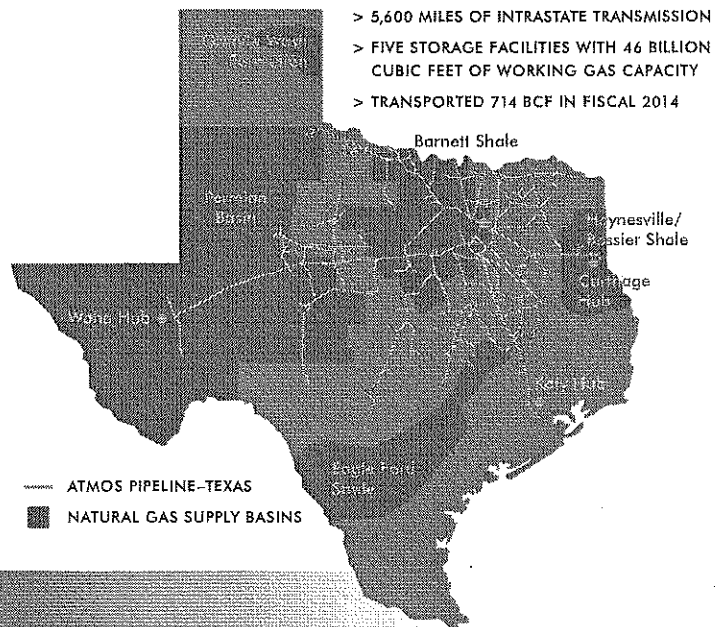 > 5,600 MILES OF INTRASTATE TRANSMISSION
> FIVE STORAGE FACILITIES WITH 46 BILLION
CUBIC FEET OF WORKING GAS CAPACITY
> TRANSPORTED 714 BCF IN FISCAL 2014
Barnett Shale
Permian
Basin
Haynesville/
Bossier Shale
Carthage
Hub
Waha Hub
Katy Hub
Eagle Ford
Shale
ATMOS PIPELINE–TEXAS
NATURAL GAS SUPPLY BASINS